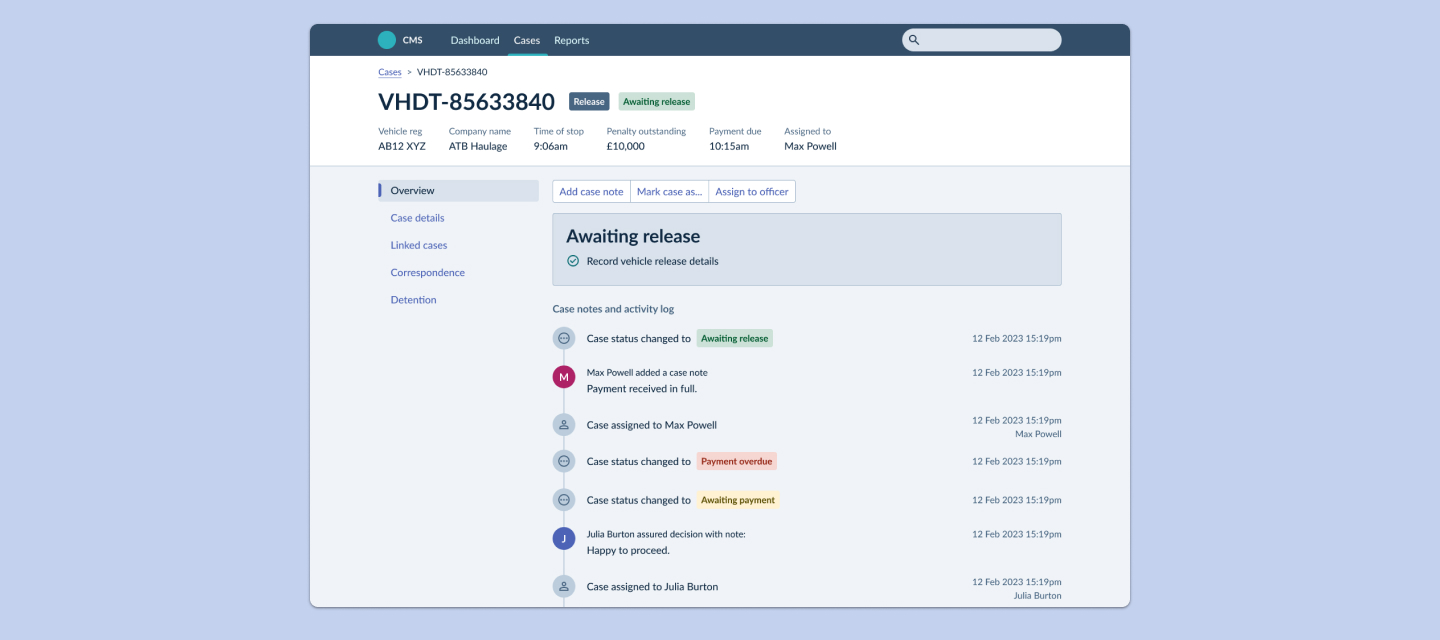 CMS Dashboard Cases Reports
Cases > VHDT-85633840
VHDT-85633840 Release Awaiting release
Vehicle reg Company name Time of stop Penalty outstanding Payment due Assigned to
AB12 XYZ ATB Haulage 9:06am £10,000 10:15am Max Powell
Overview
Case details
Linked cases
Correspondence
Detention
Add case note Mark case as... Assign to officer
Awaiting release
Record vehicle release details
Case notes and activity log
Case status changed to Awaiting release 12 Feb 2023 15:19pm
M Max Powell added a case note 12 Feb 2023 15:19pm
Payment received in full.
Case assigned to Max Powell 12 Feb 2023 15:19pm
Max Powell
Case status changed to Payment overdue 12 Feb 2023 15:19pm
Case status changed to Awaiting payment 12 Feb 2023 15:19pm
J Julia Burton assured decision with note: 12 Feb 2023 15:19pm
Happy to proceed.
Case assigned to Julia Burton 12 Feb 2023 15:19pm
Julia Burton